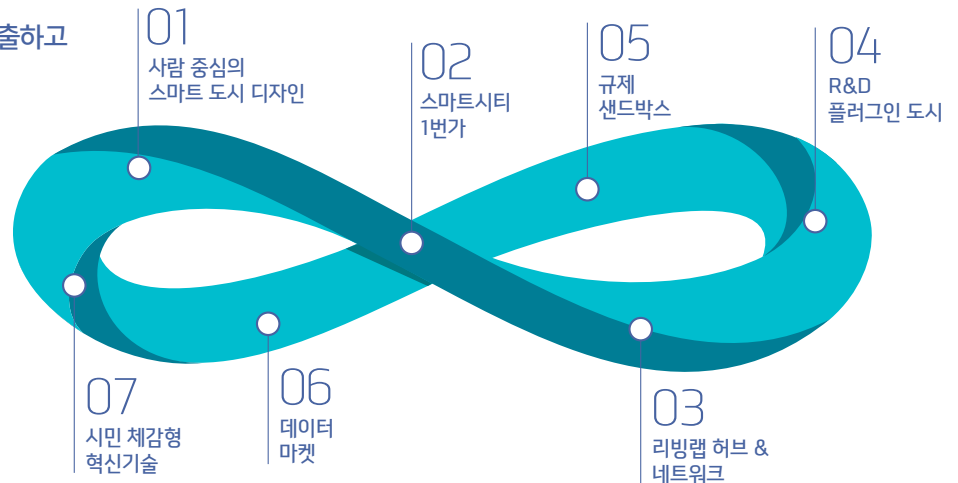 출하고
01
사람 중심의
스마트 도시 디자인
02
스마트시티
1번가
05
규제
샌드박스
04
R&D
플러그인 도시
07
시민 체감형
혁신기술
06
데이터
마켓
03
리빙랩 허브 &
네트워크